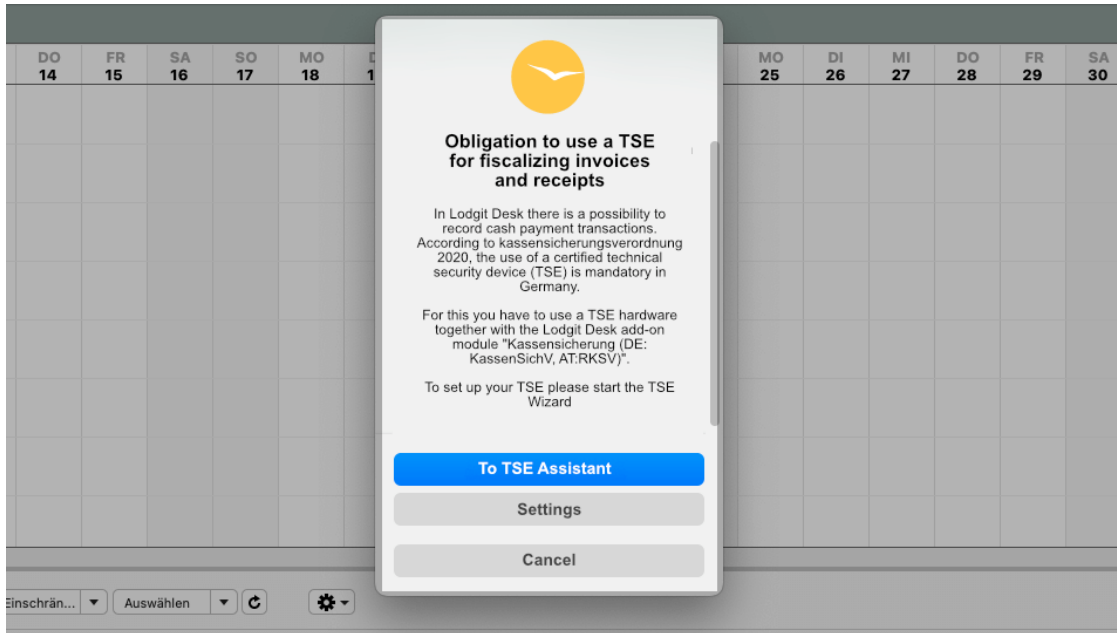 DO FR SA SO MO
14 15 16 17 18 1
MO DI MI DO FR SA
25 26 27 28 29 30
Obligation to use a TSE
for fiscalizing invoices
and receipts
In Lodgit Desk there is a possibility to
record cash payment transactions.
According to kassensicherungsverordnung
2020, the use of a certified technical
security device (TSE) is mandatory in
Germany.
For this you have to use a TSE hardware
together with the Lodgit Desk add-on
module "Kassensicherung (DE:
KassenSichV, AT:RKSV)".
To set up your TSE please start the TSE
Wizard
To TSE Assistant
Settings
Cancel
Einschrän... Auswählen